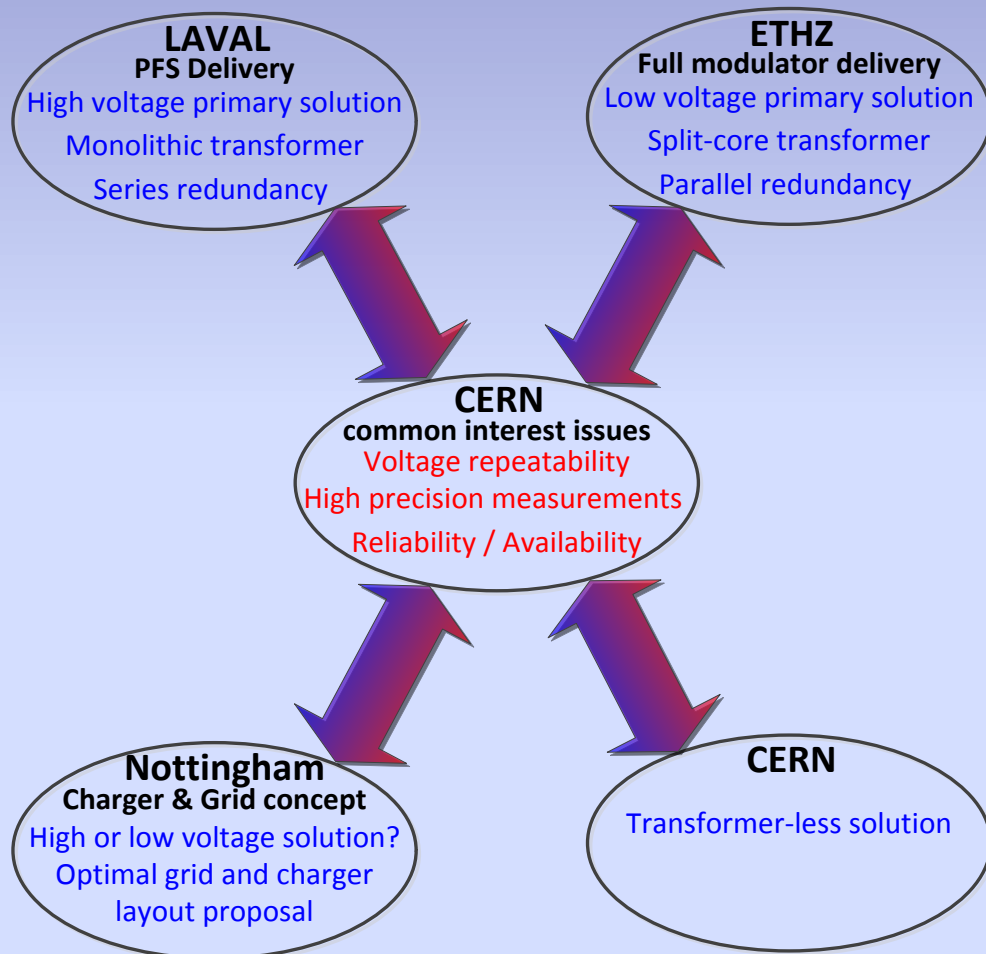 LAVAL
PFS Delivery
High voltage primary solution
Monolithic transformer
Series redundancy
ETHZ
Full modulator delivery
Low voltage primary solution
Split-core transformer
Parallel redundancy
CERN
common interest issues
Voltage repeatability
High precision measurements
Reliability / Availability
Nottingham
Charger & Grid concept
High or low voltage solution?
Optimal grid and charger
layout proposal
CERN
Transformer-less solution